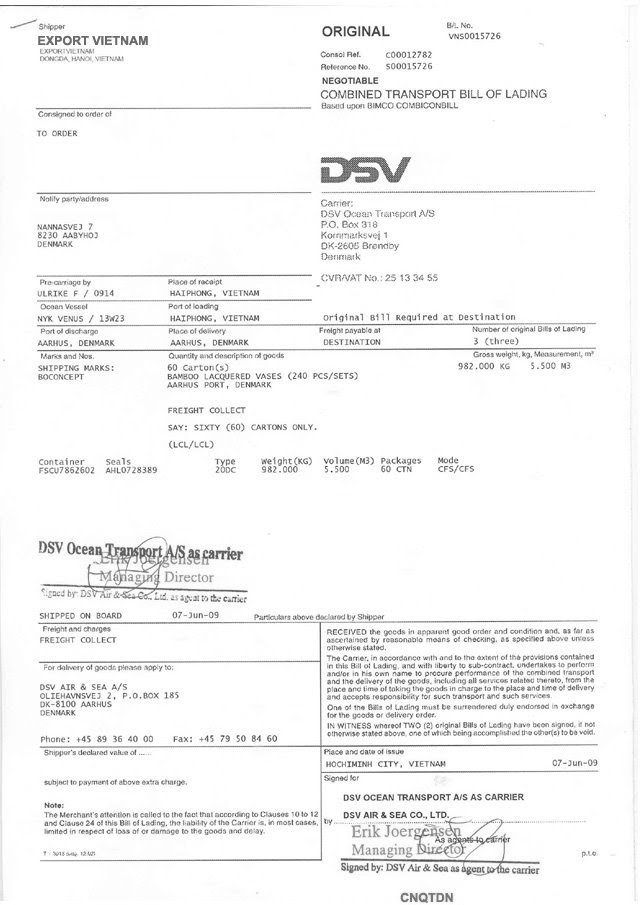 Shipper
EXPORT VIETNAM
EXPORTVIETNAM
DONGDA, HANOI, VIETNAM
ORIGINAL
B/L No.
VNS0015726
Consol Ref. C00012782
Reference No. S00015726
NEGOTIABLE
COMBINED TRANSPORT BILL OF LADING
Based upon BIMCO COMBICONBILL
Consigned to order of
TO ORDER
DSV
Notify party/address
NANNASVEJ 7
8230 AABYHOJ
DENMARK
Carrier:
DSV Ocean Transport A/S
P.O. Box 318
Kornmarksvej 1
DK-2605 Brøndby
Denmark
CVR/VAT No.: 25 13 34 55
Pre-carriage by Place of receipt
ULRIKE F / 0914 HAIPHONG, VIETNAM
Ocean Vessel Port of loading
NYK VENUS / 13W23 HAIPHONG, VIETNAM Original Bill Required at Destination
Port of discharge Place of delivery Freight payable at Number of original Bills of Lading
AARHUS, DENMARK AARHUS, DENMARK DESTINATION 3 (three)
Marks and Nos. Quantity and description of goods Gross weight, kg, Measurement, m³
SHIPPING MARKS: 60 Carton(s) 982.000 KG 5.500 M3
BOCONCEPT BAMBOO LACQUERED VASES (240 PCS/SETS)
AARHUS PORT, DENMARK
FREIGHT COLLECT
SAY: SIXTY (60) CARTONS ONLY.
(LCL/LCL)
Container Seals Type Weight(KG) Volume(M3) Packages Mode
FSCU7862602 AHL0728389 20DC 982.000 5.500 60 CTN CFS/CFS
DSV Ocean Transport A/S as carrier
Erik Joergensen
Managing Director
Signed by: DSV Air & Sea Co., Ltd. as agent to the carrier
SHIPPED ON BOARD 07-Jun-09 Particulars above declared by Shipper
Freight and charges
FREIGHT COLLECT
RECEIVED the goods in apparent good order and condition and, as far as
ascertained by reasonable means of checking, as specified unless
otherwise stated.
The Carrier, in accordance with and to the extent of the provisions contained
in this Bill of Lading, and with liberty to sub-contract, undertakes to perform
and/or in his own name to procure performance of the combined transport
and the delivery of the goods, including all services related thereto, from the
place and time of taking the goods in charge to the place and time of delivery
and accepts responsibility for such transport and such services.
One of the Bills of Lading must be surrendered duly endorsed in exchange
for the goods or delivery order.
IN WITNESS whereof TWO (2) original Bills of Lading have been signed, if not
otherwise stated above, one of which being accomplished the other(s) to be void.
For delivery of goods please apply to:
DSV AIR & SEA A/S
OLIEHAVNSVEJ 2, P.O.BOX 185
DK-8100 AARHUS
DENMARK
Phone: +45 89 36 40 00 Fax: +45 79 50 84 60
Shipper's declared value of ......
subject to payment of above extra charge.
Place and date of issue
HOCHIMINH CITY, VIETNAM 07-Jun-09
Signed for
DSV OCEAN TRANSPORT A/S AS CARRIER
DSV AIR & SEA CO., LTD.
by
Erik Joergensen
As agents to carrier
Managing Director
Signed by: DSV Air & Sea as agent to the carrier
p.t.o.
Note:
The Merchant's attention is called to the fact that according to Clauses 10 to 12
and Clause 24 of this Bill of Lading, the liability of the Carrier is, in most cases,
limited in respect of loss of or damage to the goods and delay.
CNQTDN